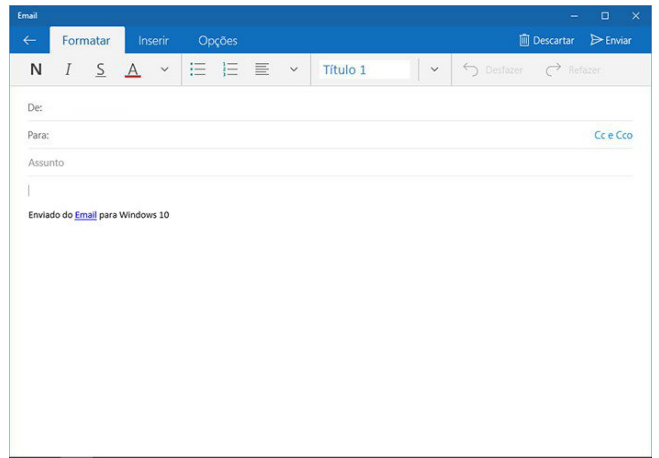 Email
Formatar Inserir Opções Descartar Enviar
N I S A Título 1 Desfazer Refazer
De:
Para: Cc e Cco
Assunto
Enviado do Email para Windows 10